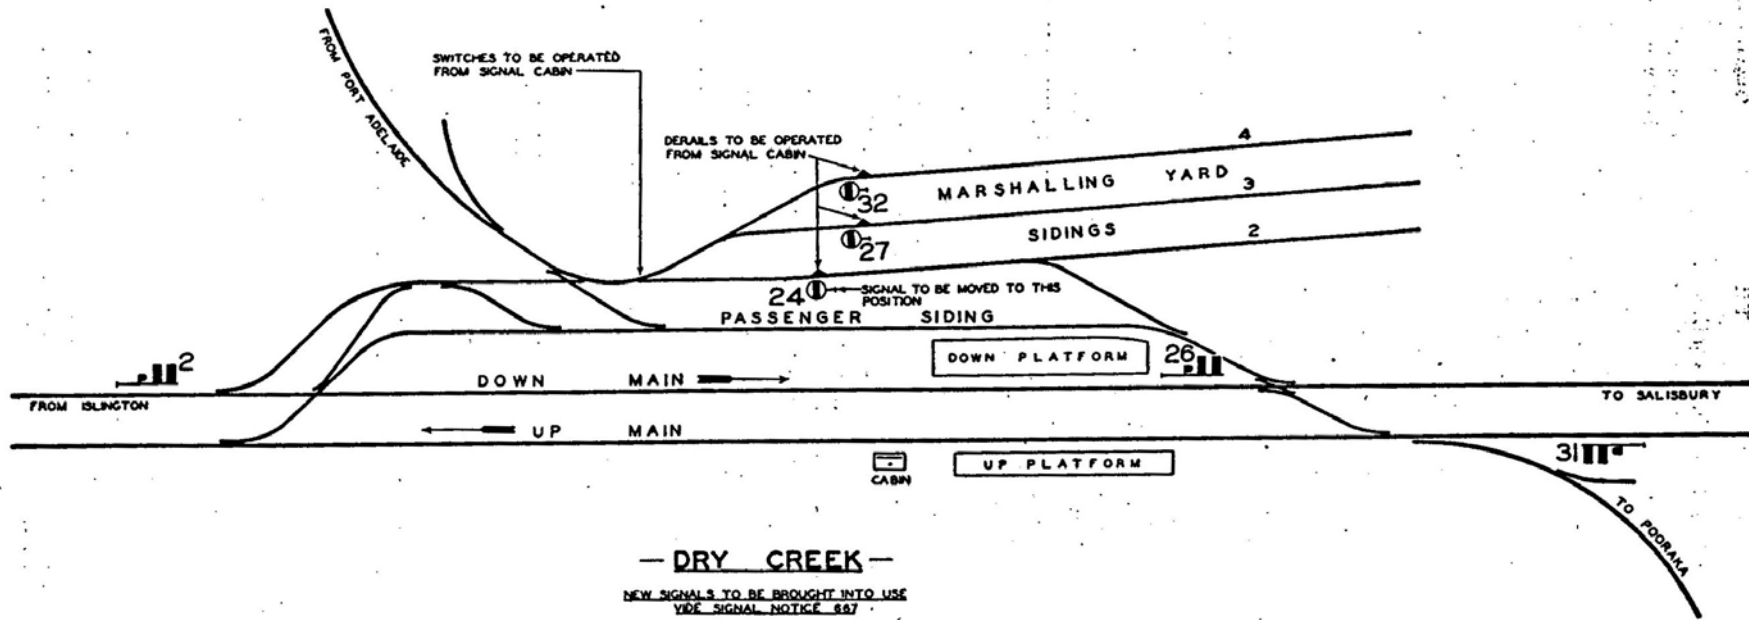 FROM PORT ADELAIDE
SWITCHES TO BE OPERATED
FROM SIGNAL CABIN
DERAILS TO BE OPERATED
FROM SIGNAL CABIN
4
MARSHALLING YARD
3
32
SIDINGS
2
27
24
SIGNAL TO BE MOVED TO THIS
POSITION
PASSENGER SIDING
2
DOWN PLATFORM
26
DOWN MAIN
FROM ISLINGTON
TO SALISBURY
UP MAIN
CABIN
UP PLATFORM
31
TO POORAKA
— DRY CREEK —
NEW SIGNALS TO BE BROUGHT INTO USE
VIDE SIGNAL NOTICE 667